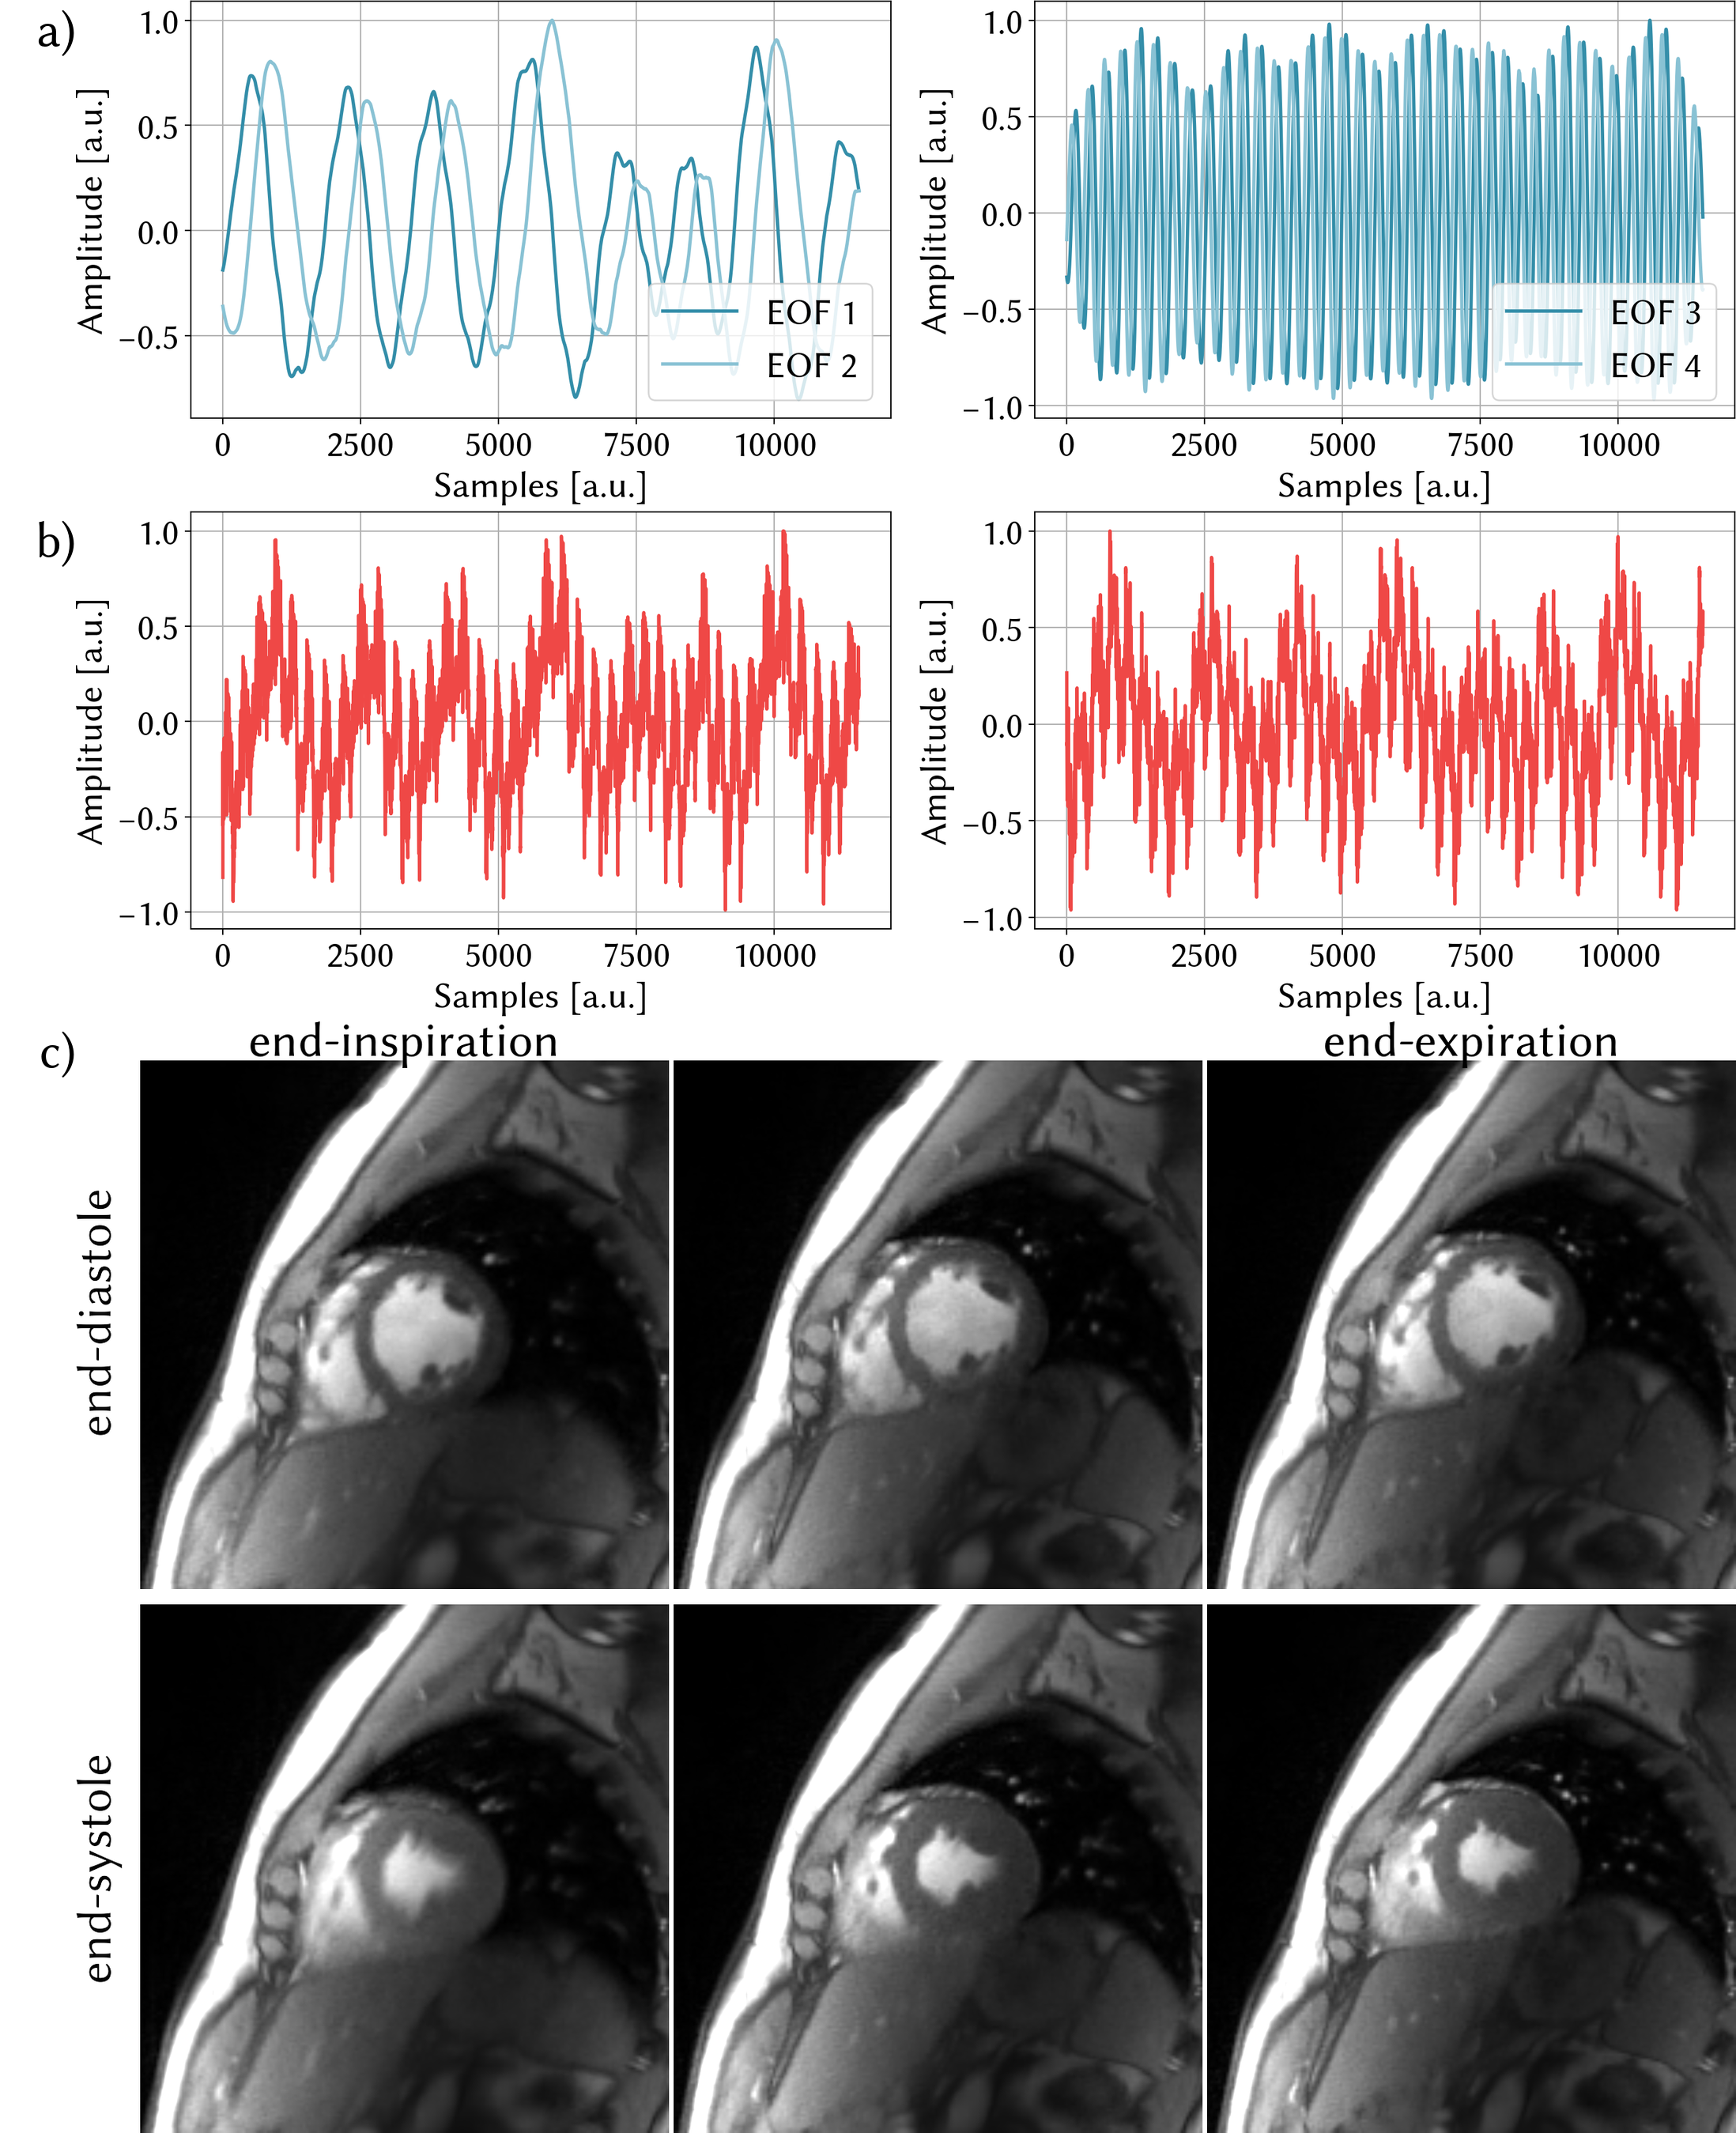 a)
1.0
0.5
0.0
−0.5
Amplitude [a.u.]
EOF 1
EOF 2
0 2500 5000 7500 10000
Samples [a.u.]
1.0
0.5
0.0
−0.5
−1.0
Amplitude [a.u.]
EOF 3
EOF 4
0 2500 5000 7500 10000
Samples [a.u.]
b)
1.0
0.5
0.0
−0.5
−1.0
Amplitude [a.u.]
0 2500 5000 7500 10000
Samples [a.u.]
1.0
0.5
0.0
−0.5
−1.0
Amplitude [a.u.]
0 2500 5000 7500 10000
Samples [a.u.]
c)
end-inspiration
end-expiration
end-diastole
end-systole